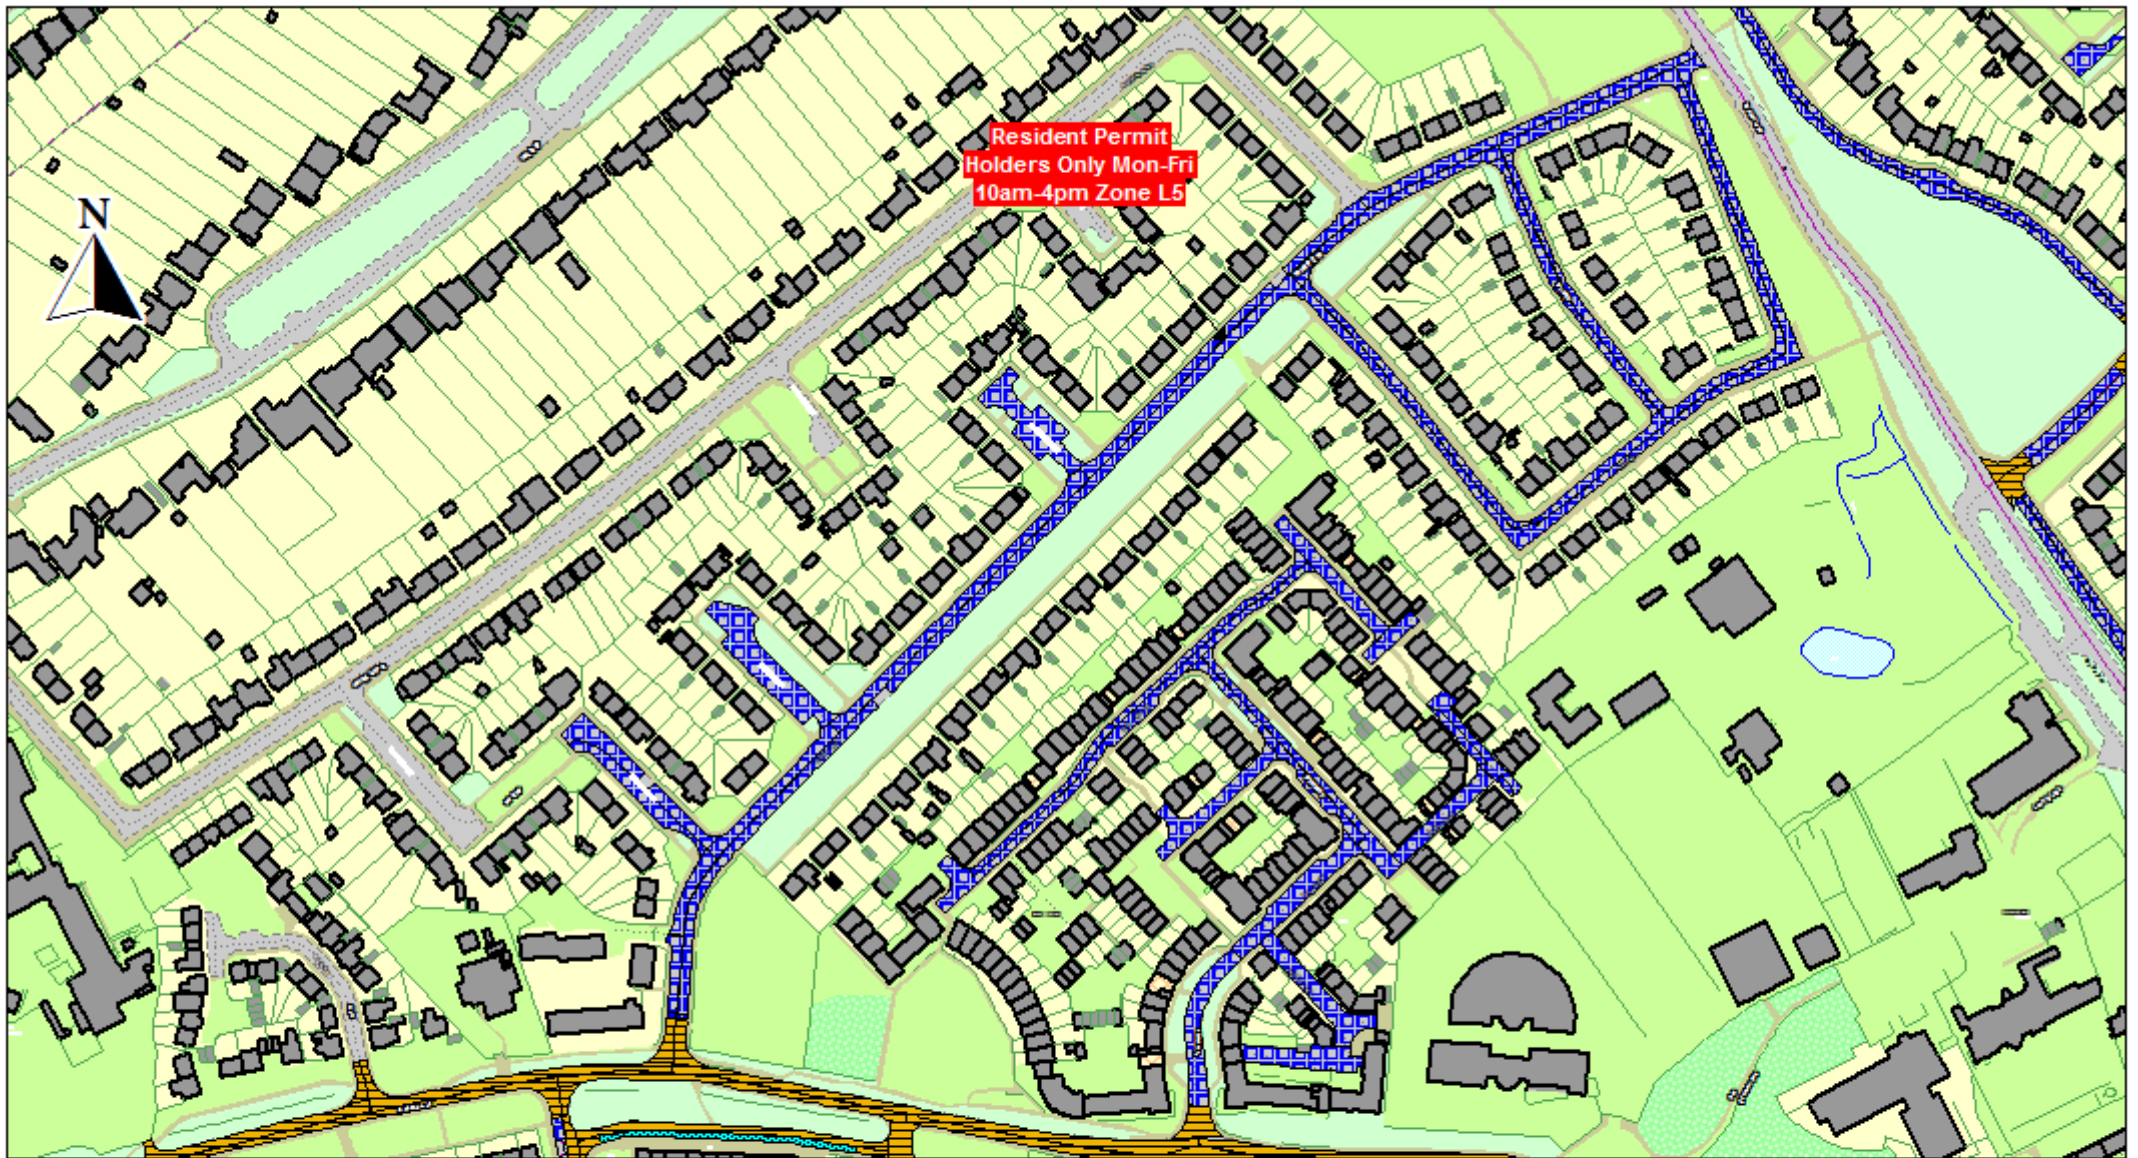 Resident Permit
Holders Only Mon-Fri
10am-4pm Zone L5
N